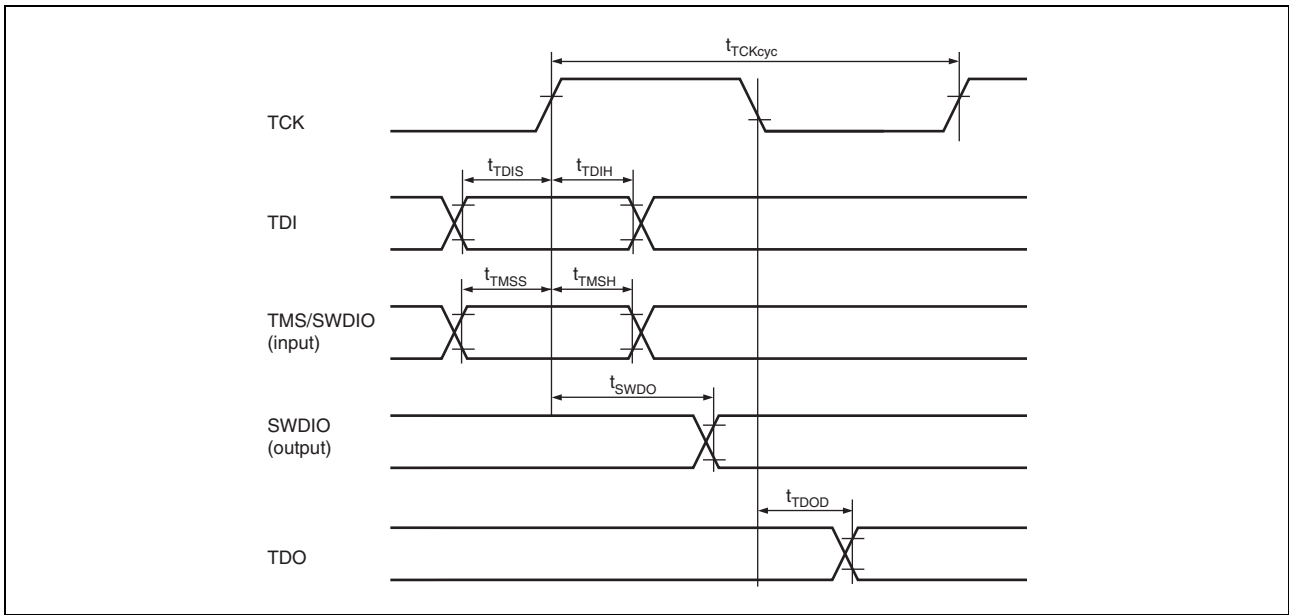 tTCKcyc
TCK
tTDIS
tTDIH
TDI
tTMSS
tTMSH
TMS/SWDIO
(input)
tSWDO
SWDIO
(output)
tTDOD
TDO